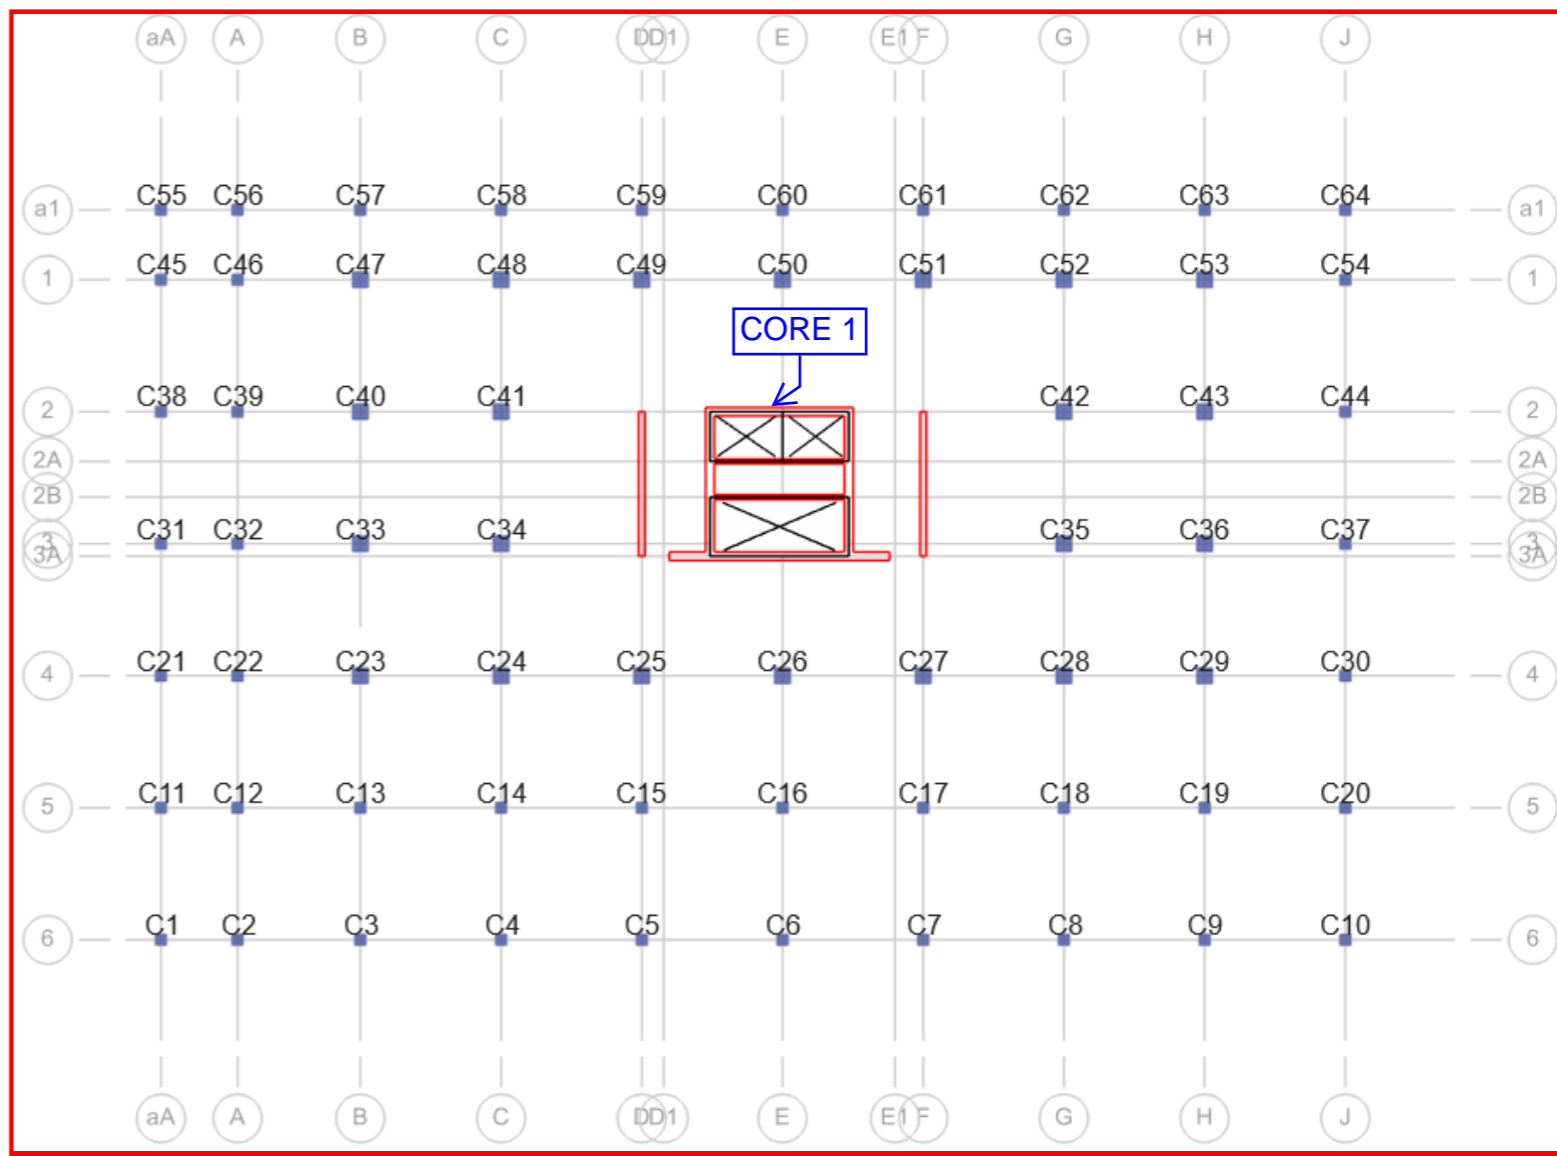 aA A B C D D1 E E1 F G H J
C55 C56 C57 C58 C59 C60 C61 C62 C63 C64
a1 a1
C45 C46 C47 C48 C49 C50 C51 C52 C53 C54
1 1
CORE 1
C38 C39 C40 C41 C42 C43 C44
2 2
2A 2A
2B 2B
C31 C32 C33 C34 C35 C36 C37
3 3
3A 3A
C21 C22 C23 C24 C25 C26 C27 C28 C29 C30
4 4
C11 C12 C13 C14 C15 C16 C17 C18 C19 C20
5 5
C1 C2 C3 C4 C5 C6 C7 C8 C9 C10
6 6
aA A B C D D1 E E1 F G H J